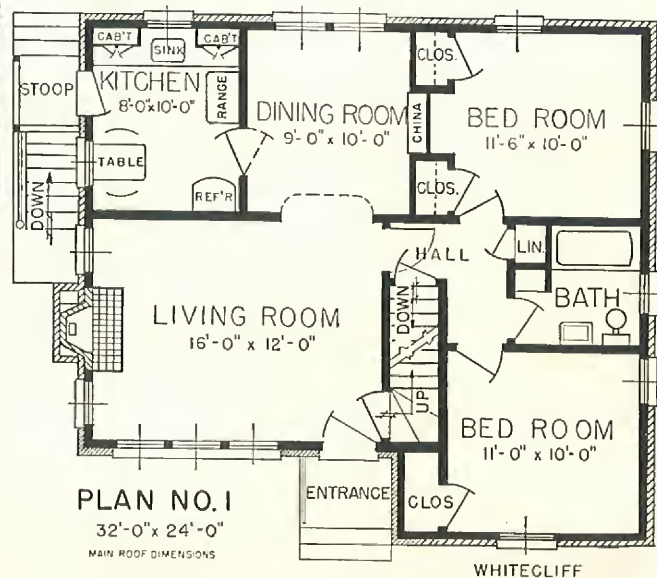 CAB'T
SINK
CAB'T
STOOP
KITCHEN
8'-0"x10'-0"
RANGE
TABLE
REF'R
DOWN
DINING ROOM
9'-0" x 10'-0"
CHINA
CLOS.
BED ROOM
11'-6" x 10'-0"
CLOS.
HALL
LIN.
BATH
LIVING ROOM
16'-0" x 12'-0"
DOWN
UP
BED ROOM
11'-0" x 10'-0"
CLOS
ENTRANCE
PLAN NO. 1
32'-0" x 24'-0"
MAIN ROOF DIMENSIONS
WHITECLIFF